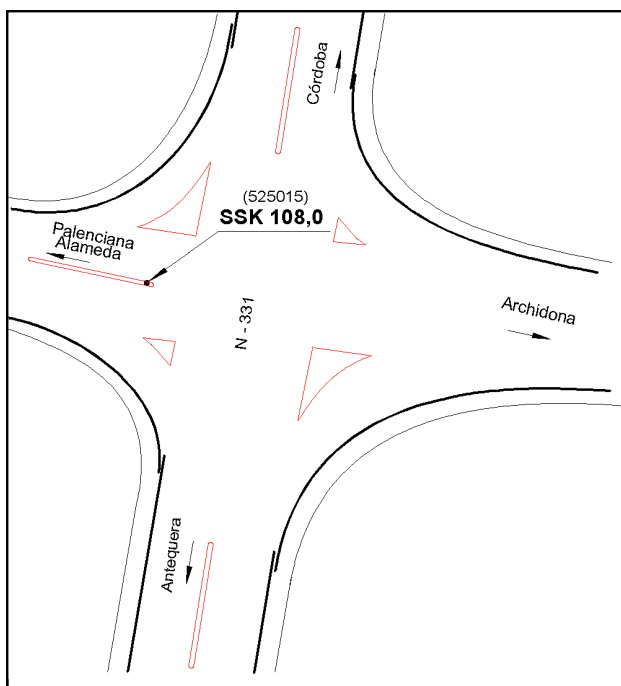 Córdoba
(525015)
SSK 108,0
Palenciana
Alameda
Archidona
N - 331
Antequera